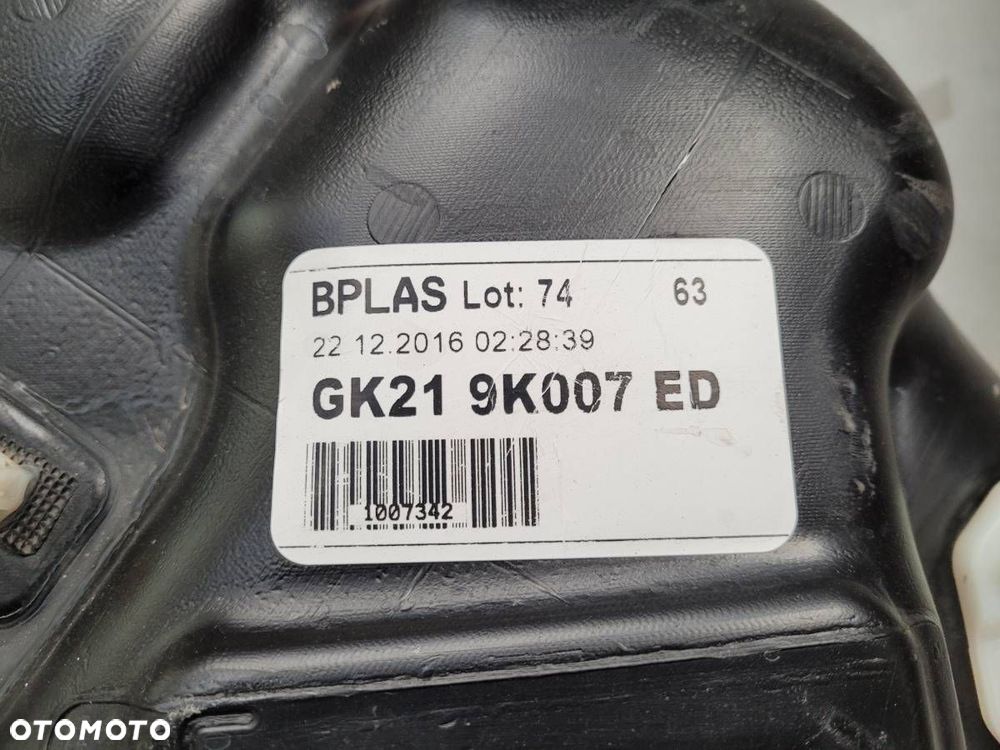 BPLAS Lot: 74 63
22 12.2016 02:28:39
GK21 9K007 ED
1007342
OTOMOTO